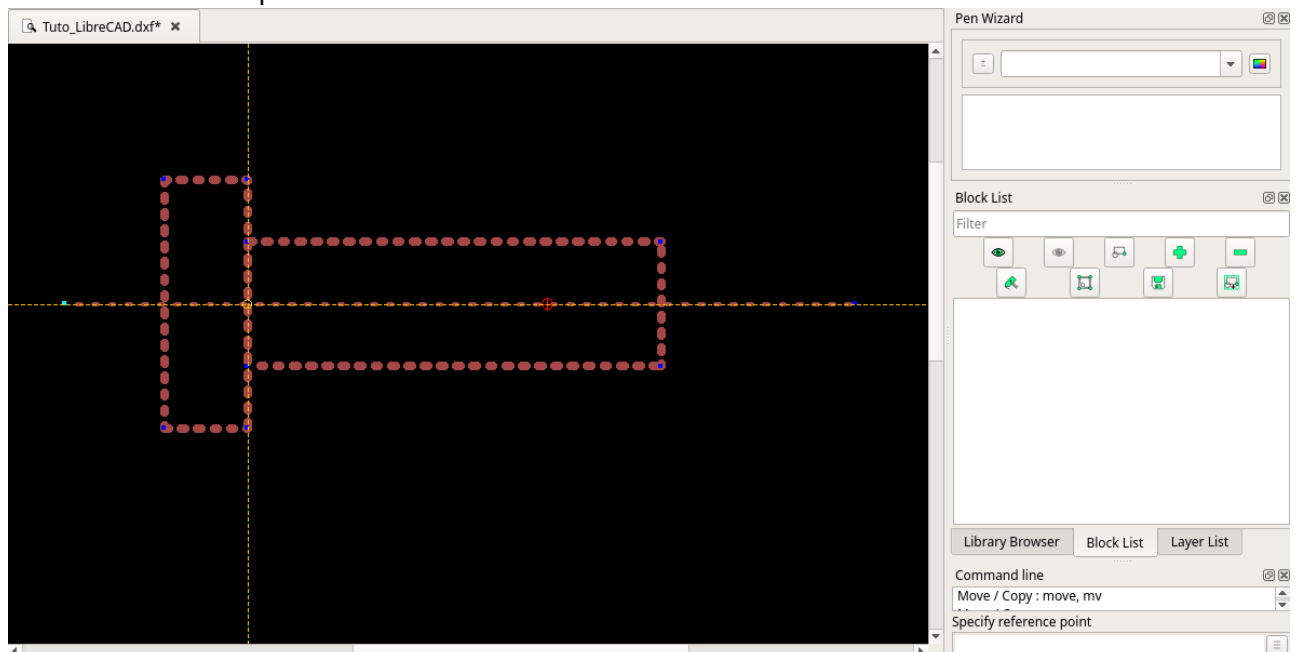 Tuto_LibreCAD.dxf*
Pen Wizard
Block List
Filter
Library Browser
Block List
Layer List
Command line
Move / Copy : move, mv
Specify reference point